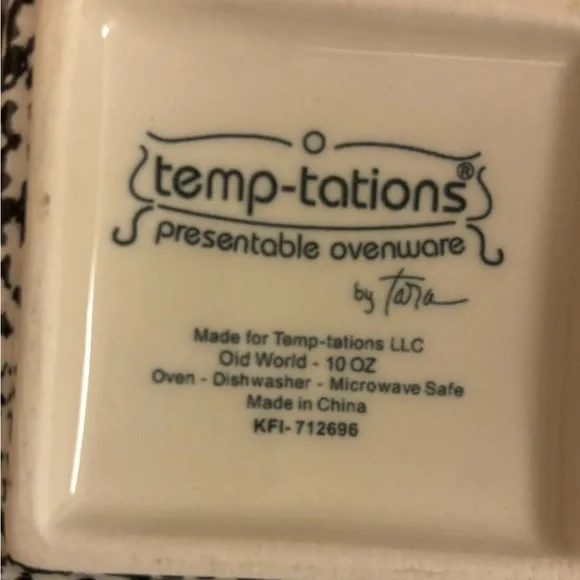 temp-tations®
presentable ovenware
by Tara
Made for Temp-tations LLC
Old World - 10 OZ
Oven - Dishwasher - Microwave Safe
Made in China
KFI-712696